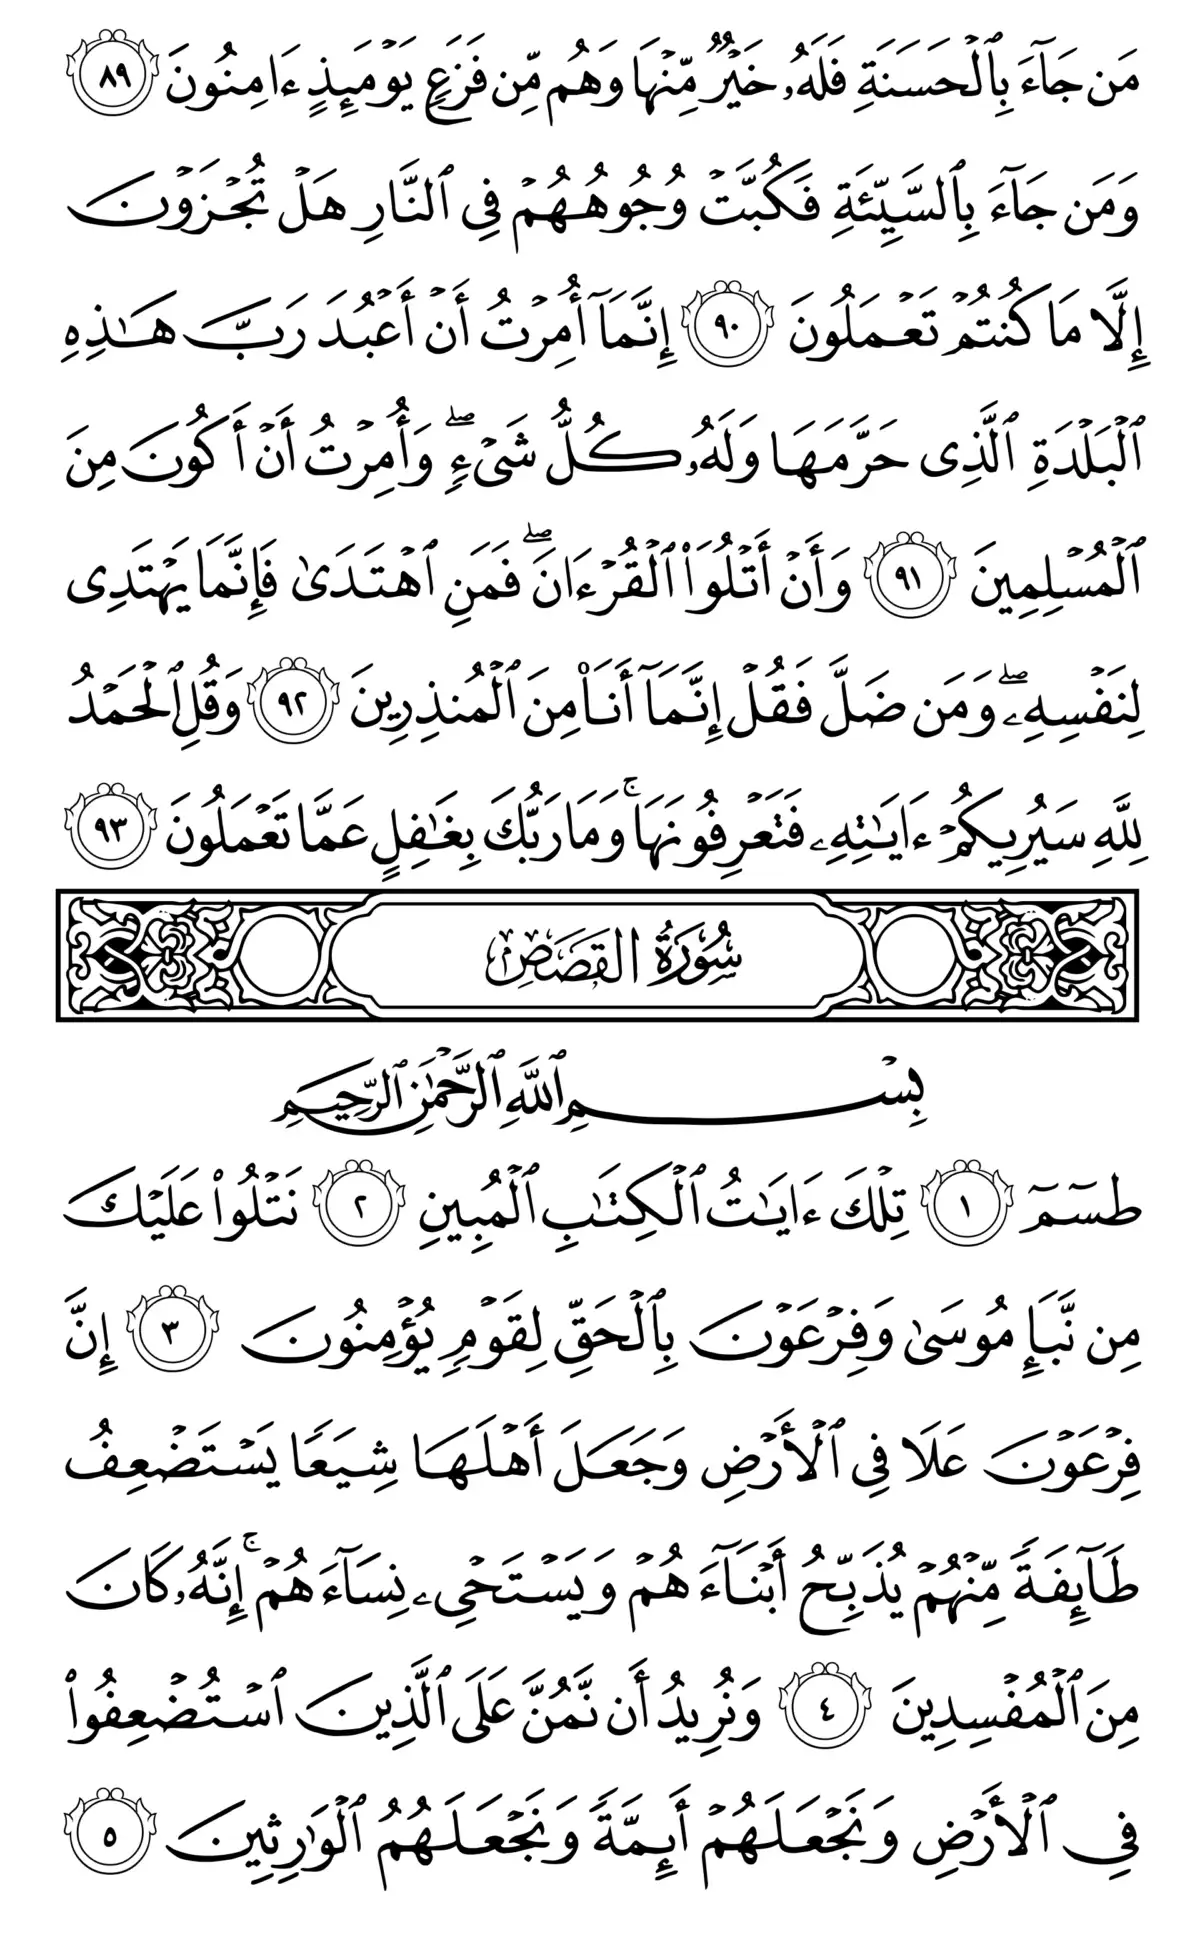 مَن جَآءَ بِٱلْحَسَنَةِ فَلَهُۥ خَيْرٌ مِّنْهَا وَهُم مِّن فَزَعٍ يَوْمَئِذٍ ءَامِنُونَ ٨٩
وَمَن جَآءَ بِٱلسَّيِّئَةِ فَكُبَّتْ وُجُوهُهُمْ فِى ٱلنَّارِ هَلْ تُجْزَوْنَ
إِلَّا مَا كُنتُمْ تَعْمَلُونَ ٩٠ إِنَّمَآ أُمِرْتُ أَنْ أَعْبُدَ رَبَّ هَـٰذِهِ
ٱلْبَلْدَةِ ٱلَّذِى حَرَّمَهَا وَلَهُۥ كُلُّ شَىْءٍ ۖ وَأُمِرْتُ أَنْ أَكُونَ مِنَ
ٱلْمُسْلِمِينَ ٩١ وَأَنْ أَتْلُوَا۟ ٱلْقُرْءَانَ ۖ فَمَنِ ٱهْتَدَىٰ فَإِنَّمَا يَهْتَدِى
لِنَفْسِهِۦ ۖ وَمَن ضَلَّ فَقُلْ إِنَّمَآ أَنَا۠ مِنَ ٱلْمُنذِرِينَ ٩٢ وَقُلِ ٱلْحَمْدُ
لِلَّهِ سَيُرِيكُمْ ءَايَـٰتِهِۦ فَتَعْرِفُونَهَا ۚ وَمَا رَبُّكَ بِغَـٰفِلٍ عَمَّا تَعْمَلُونَ ٩٣
سُورَةُ القَصَصِ
بِسْمِ ٱللَّهِ ٱلرَّحْمَـٰنِ ٱلرَّحِيمِ
طسٓمٓ ١ تِلْكَ ءَايَـٰتُ ٱلْكِتَـٰبِ ٱلْمُبِينِ ٢ نَتْلُوا۟ عَلَيْكَ
مِن نَّبَإِ مُوسَىٰ وَفِرْعَوْنَ بِٱلْحَقِّ لِقَوْمٍ يُؤْمِنُونَ ٣ إِنَّ
فِرْعَوْنَ عَلَا فِى ٱلْأَرْضِ وَجَعَلَ أَهْلَهَا شِيَعًا يَسْتَضْعِفُ
طَآئِفَةً مِّنْهُمْ يُذَبِّحُ أَبْنَآءَهُمْ وَيَسْتَحْىِۦ نِسَآءَهُمْ ۚ إِنَّهُۥ كَانَ
مِنَ ٱلْمُفْسِدِينَ ٤ وَنُرِيدُ أَن نَّمُنَّ عَلَى ٱلَّذِينَ ٱسْتُضْعِفُوا۟
فِى ٱلْأَرْضِ وَنَجْعَلَهُمْ أَئِمَّةً وَنَجْعَلَهُمُ ٱلْوَٰرِثِينَ ٥